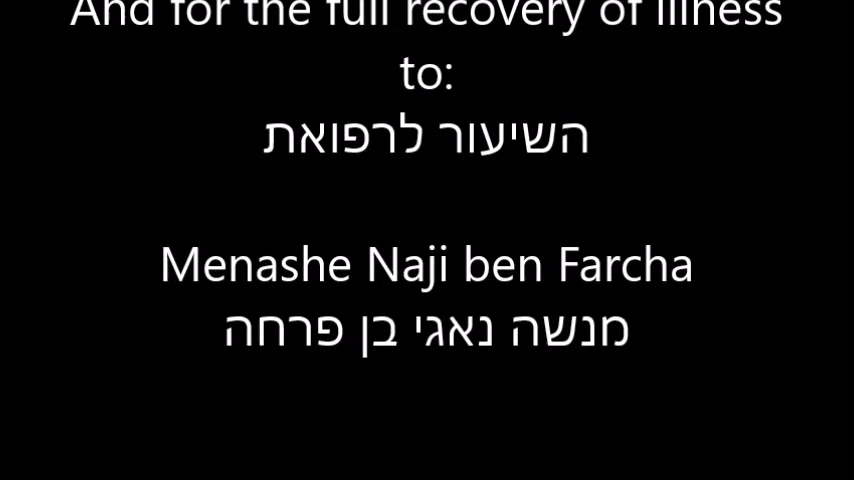 And for the full recovery of illness
to:
השיעור לרפואת
Menashe Naji ben Farcha
מנשה נאגי בן פרחה